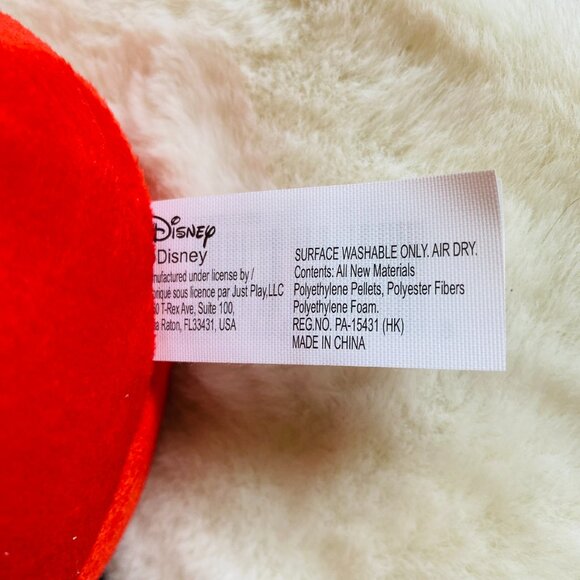 Disney
Disney
nufactured under license by /
briqué sous licence par Just Play,LLC
50 T-Rex Ave, Suite 100,
a Raton, FL33431, USA
SURFACE WASHABLE ONLY. AIR DRY.
Contents: All New Materials
Polyethylene Pellets, Polyester Fibers
Polyethylene Foam.
REG.NO. PA-15431 (HK)
MADE IN CHINA